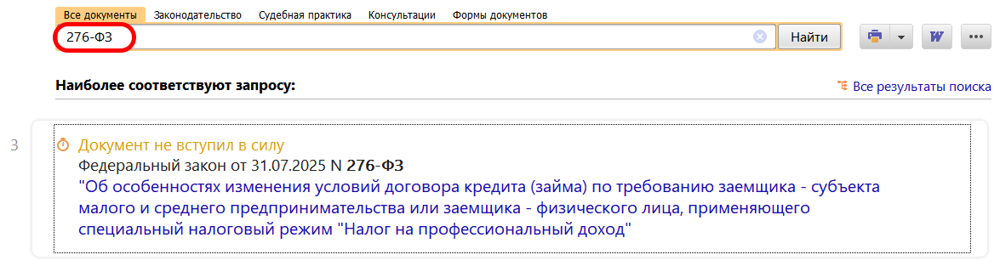 Все документы Законодательство Судебная практика Консультации Формы документов
276-ФЗ Найти W
Наиболее соответствуют запросу: Все результаты поиска
3 Документ не вступил в силу
Федеральный закон от 31.07.2025 N 276-ФЗ
"Об особенностях изменения условий договора кредита (займа) по требованию заемщика - субъекта
малого и среднего предпринимательства или заемщика - физического лица, применяющего
специальный налоговый режим "Налог на профессиональный доход"